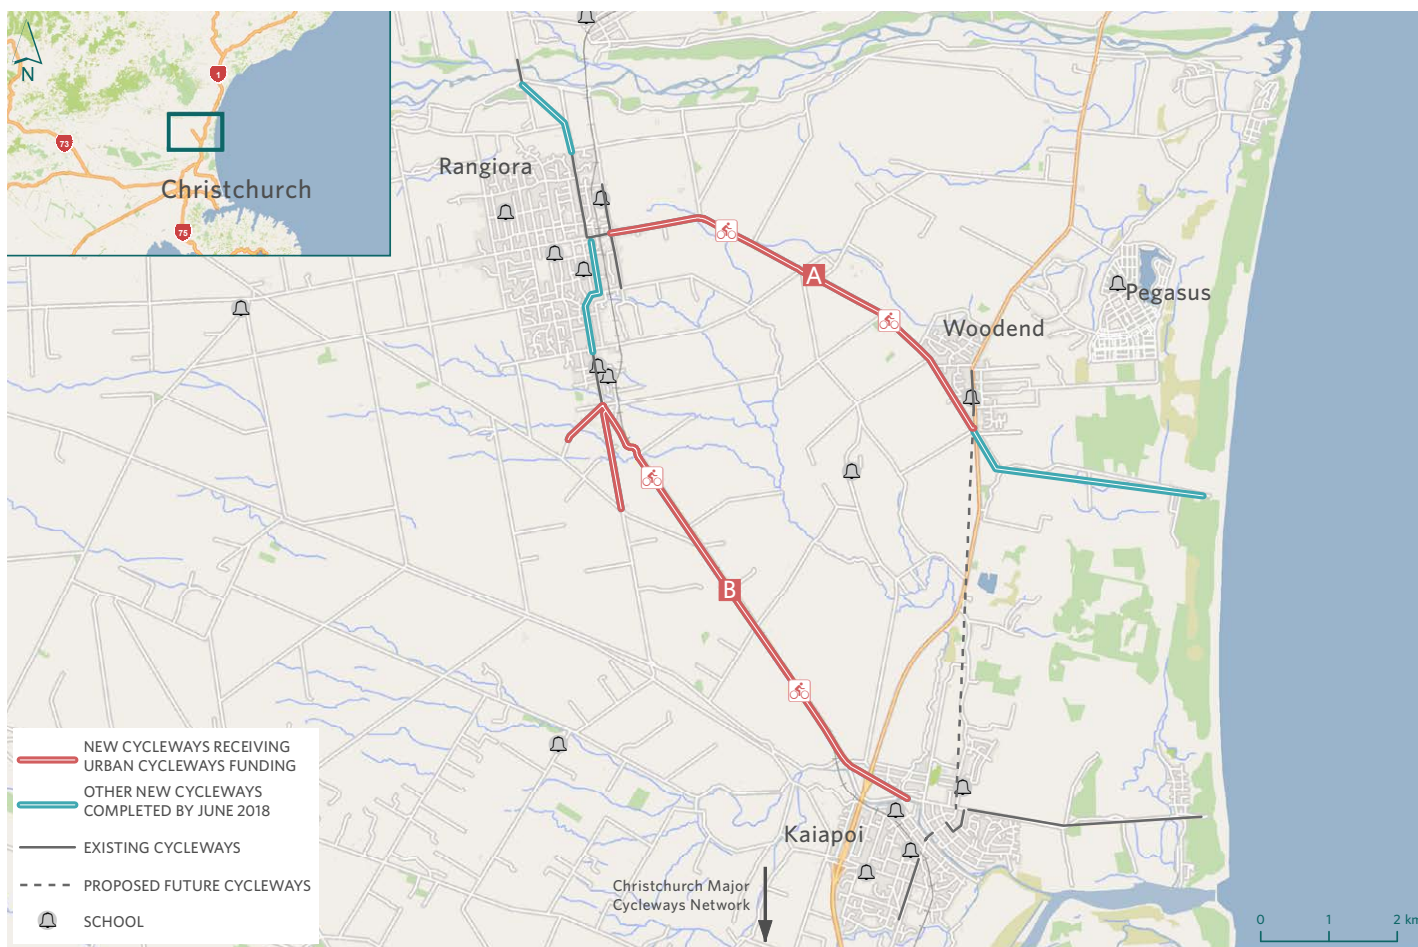 N
1
73
Christchurch
75
Rangiora
A
Pegasus
Woodend
B
NEW CYCLEWAYS RECEIVING
URBAN CYCLEWAYS FUNDING
OTHER NEW CYCLEWAYS
COMPLETED BY JUNE 2018
EXISTING CYCLEWAYS
PROPOSED FUTURE CYCLEWAYS
SCHOOL
Kaiapoi
Christchurch Major
Cycleways Network
0 1 2 km